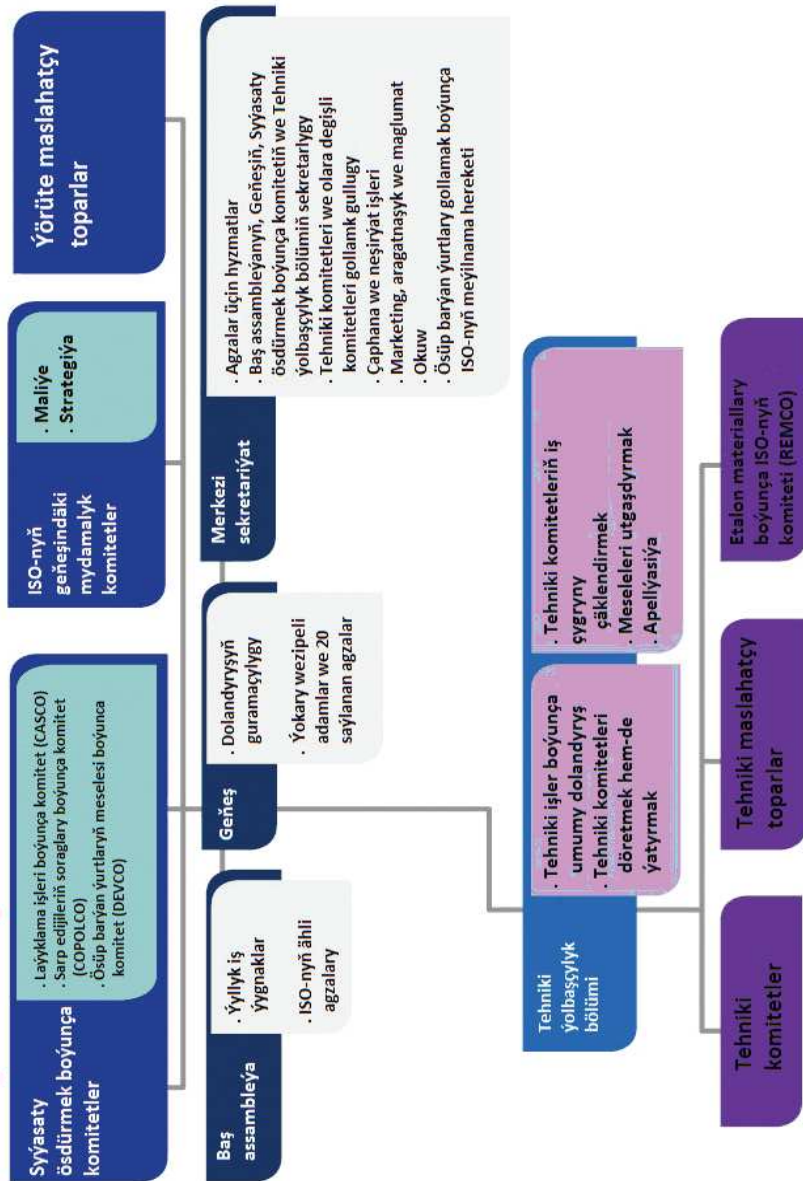 Syýasaty
ösdürmek boýunça
komitetler
. Laýyklama işleri boýunça komitet (CASCO)
. Sarp edijileriň soraglary boýunça komitet
(COPOLCO)
. Ösüp barýan ýurtlaryň meselesi boýunca
komitet (DEVCO)
ISO-nyň
geňeşindäki
mydamalyk
komitetler
. Maliýe
. Strategiýa
Ýörüte maslahatçy
toparlar
Baş
assambleýa
. Ýyllyk iş
ýygnaklar
. ISO-nyň ähli
agzalary
Geňeş
. Dolandyryşyň
guramaçylygy
. Ýokary wezipeli
adamlar we 20
saýlanan agzalar
Merkezi
sekretariýat
. Agzalar üçin hyzmatlar
. Baş assambleýanyň, Geňeşiň, Syýasaty
ösdürmek boýunça komitetiň we Tehniki
ýolbaşçylyk bölümiň sekretarlygy
. Tehniki komitetleri we olara degişli
komitetleri gollamk gullugy
. Çaphana we neşirýat işleri
. Marketing, aragatnaşyk we maglumat
. Okuw
. Ösüp barýan ýurtlary gollamak boýunça
ISO-nyň meýilnama hereketi
Tehniki
ýolbaşçylyk
bölümi
. Tehniki işler boýunça
umumy dolandyryş
. Tehniki komitetleri
döretmek hem-de
ýatyrmak
. Tehniki komitetleriň iş
çygryny
çäklendirmek
. Meseleleri utgaşdyrmak
. Apellýasiýa
Tehniki
komitetler
Tehniki maslahatçy
toparlar
Etalon materiallary
boýunça ISO-nyň
komiteti (REMCO)